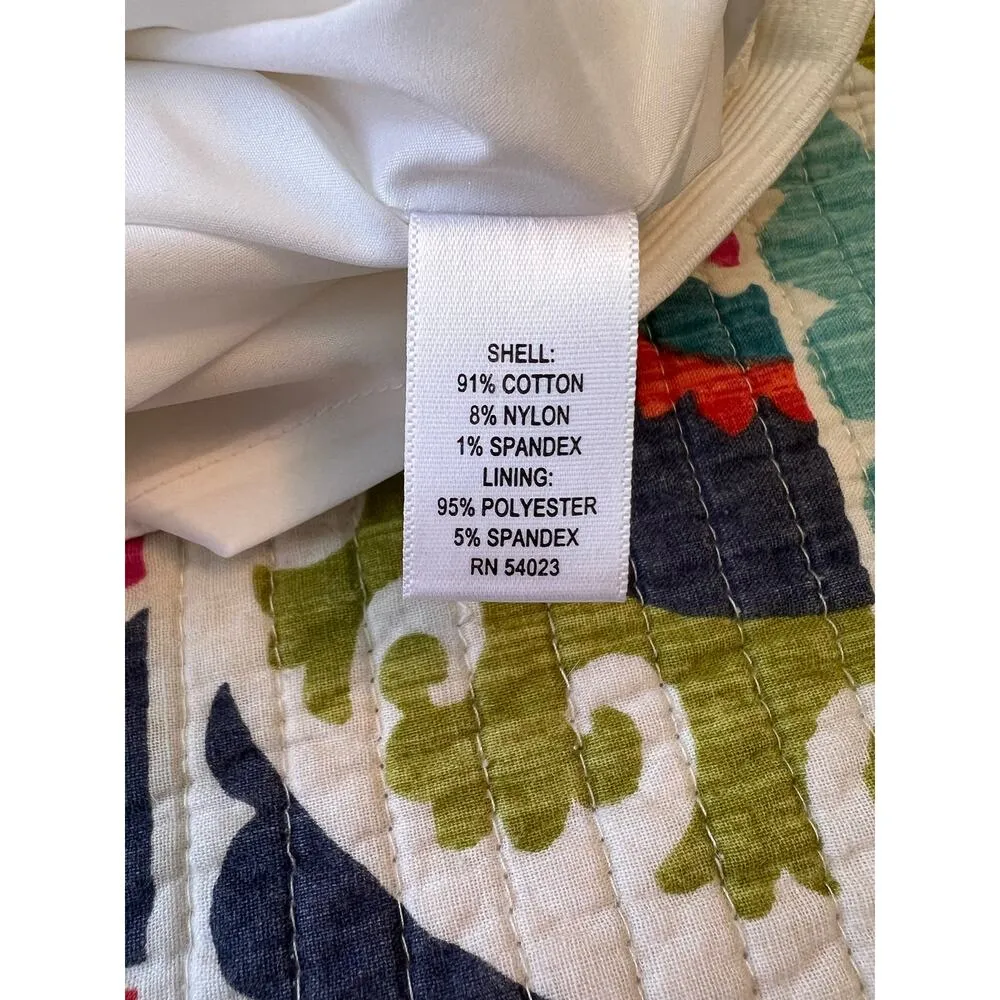 SHELL:
91% COTTON
8% NYLON
1% SPANDEX
LINING:
95% POLYESTER
5% SPANDEX
RN 54023